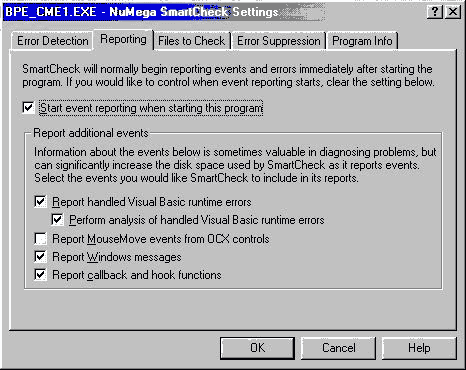 BPE_CME1.EXE - NuMega SmartCheck Settings
Error Detection Reporting Files to Check Error Suppression Program Info
SmartCheck will normally begin reporting events and errors immediately after starting the
program. If you would like to control when event reporting starts, clear the setting below.
Start event reporting when starting this program
Report additional events
Information about the events below is sometimes valuable in diagnosing problems, but
can significantly increase the disk space used by SmartCheck as it reports events.
Select the events you would like SmartCheck to include in its reports.
Report handled Visual Basic runtime errors
Perform analysis of handled Visual Basic runtime errors
Report MouseMove events from OCX controls
Report Windows messages
Report callback and hook functions
OK Cancel Help